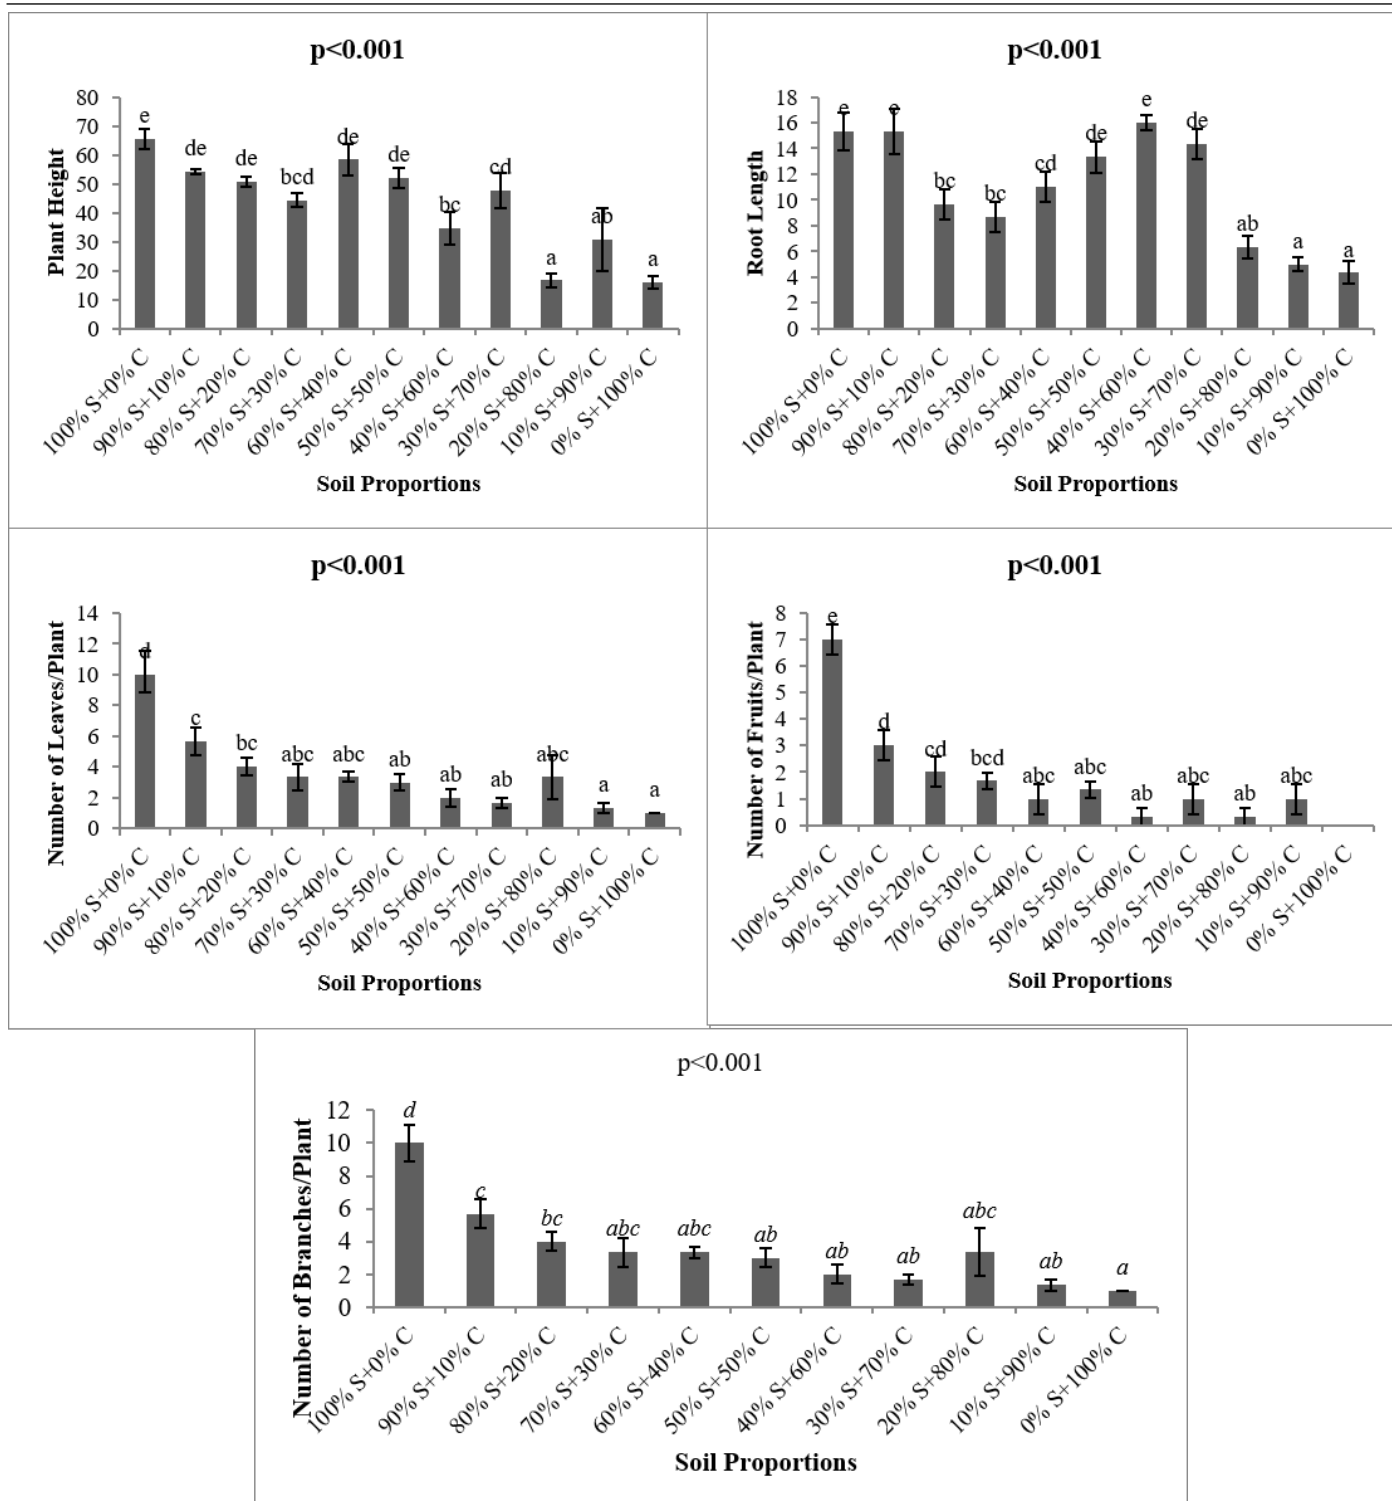 p<0.001
Plant Height
80
70
60
50
40
30
20
10
0
e
de
de
bcd
de
de
bc
cd
a
ab
a
100% S+0% C
90% S+10% C
80% S+20% C
70% S+30% C
60% S+40% C
50% S+50% C
40% S+60% C
30% S+70% C
20% S+80% C
10% S+90% C
0% S+100% C
Soil Proportions
p<0.001
Root Length
18
16
14
12
10
8
6
4
2
0
e
e
bc
bc
cd
de
e
de
ab
a
a
100% S+0% C
90% S+10% C
80% S+20% C
70% S+30% C
60% S+40% C
50% S+50% C
40% S+60% C
30% S+70% C
20% S+80% C
10% S+90% C
0% S+100% C
Soil Proportions
p<0.001
Number of Leaves/Plant
14
12
10
8
6
4
2
0
d
c
bc
abc
abc
ab
ab
ab
abc
a
a
100% S+0% C
90% S+10% C
80% S+20% C
70% S+30% C
60% S+40% C
50% S+50% C
40% S+60% C
30% S+70% C
20% S+80% C
10% S+90% C
0% S+100% C
Soil Proportions
p<0.001
Number of Fruits/Plant
8
7
6
5
4
3
2
1
0
e
d
cd
bcd
abc
abc
ab
abc
ab
abc
100% S+0% C
90% S+10% C
80% S+20% C
70% S+30% C
60% S+40% C
50% S+50% C
40% S+60% C
30% S+70% C
20% S+80% C
10% S+90% C
0% S+100% C
Soil Proportions
p<0.001
Number of Branches/Plant
12
10
8
6
4
2
0
d
c
bc
abc
abc
ab
ab
ab
abc
ab
a
100% S+0% C
90% S+10% C
80% S+20% C
70% S+30% C
60% S+40% C
50% S+50% C
40% S+60% C
30% S+70% C
20% S+80% C
10% S+90% C
0% S+100% C
Soil Proportions